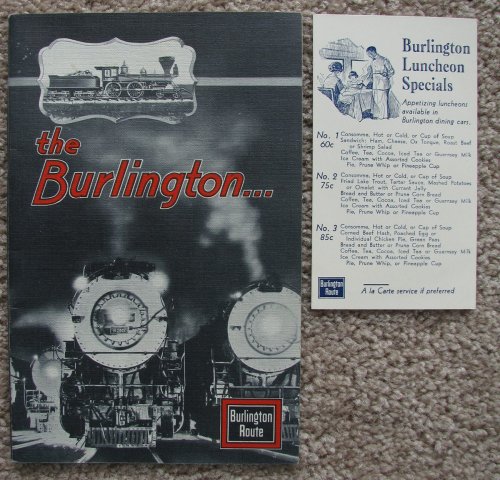 the
Burlington...
Burlington
Route
Burlington
Luncheon
Specials
Appetizing luncheons
available in
Burlington dining cars.
No. 1
60c
Consomme, Hot or Cold, or Cup of Soup
Sandwich: Ham, Cheese, Ox Tongue, Roast Beef
or Shrimp Salad
Coffee, Tea, Cocoa, Iced Tea or Guernsey Milk
Ice Cream with Assorted Cookies
Pie, Prune Whip or Pineapple Cup
No. 2
75c
Consomme, Hot or Cold, or Cup of Soup
Fried Lake Trout, Tartar Sauce, Mashed Potatoes
or Omelet with Currant Jelly
Bread and Butter or Prune Corn Bread
Coffee, Tea, Cocoa, Iced Tea or Guernsey Milk
Ice Cream with Assorted Cookies
Pie, Prune Whip or Pineapple Cup
No. 3
85c
Consomme, Hot or Cold, or Cup of Soup
Corned Beef Hash, Poached Egg or
Individual Chicken Pie, Green Peas
Bread and Butter or Prune Corn Bread
Coffee, Tea, Cocoa, Iced Tea or Guernsey Milk
Ice Cream with Assorted Cookies
Pie, Prune Whip, or Pineapple Cup
Burlington
Route
A la Carte service if preferred